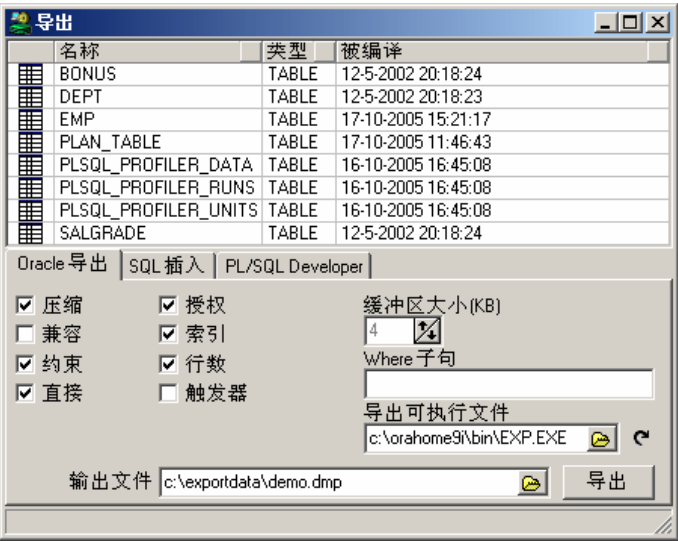 导出
名称 类型 被编译
BONUS TABLE 12-5-2002 20:18:24
DEPT TABLE 12-5-2002 20:18:23
EMP TABLE 17-10-2005 15:21:17
PLAN_TABLE TABLE 17-10-2005 11:46:43
PLSQL_PROFILER_DATA TABLE 16-10-2005 16:45:08
PLSQL_PROFILER_RUNS TABLE 16-10-2005 16:45:08
PLSQL_PROFILER_UNITS TABLE 16-10-2005 16:45:08
SALGRADE TABLE 12-5-2002 20:18:24
Oracle 导出 SQL 插入 PL/SQL Developer
压缩 授权 缓冲区大小(KB)
兼容 索引 4
约束 行数 Where 子句
直接 触发器
导出可执行文件
c:\orahome9i\bin\EXP.EXE
输出文件 c:\exportdata\demo.dmp 导出